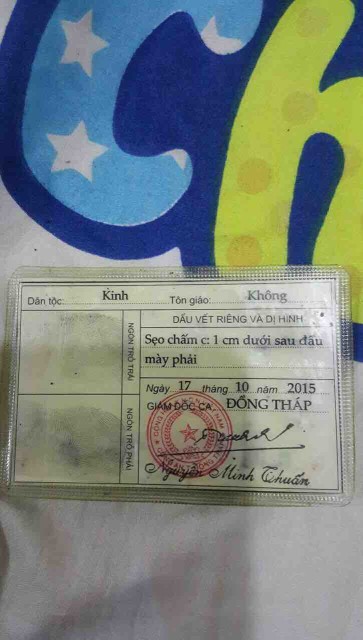 Ch
Dân tộc: Kinh Tôn giáo: Không
DẤU VẾT RIÊNG VÀ DỊ HÌNH
Sẹo chấm c: 1 cm dưới sau đầu
mày phải
NGÓN TRỎ TRÁI
NGÓN TRỎ PHẢI
Ngày 17 tháng 10 năm 2015
GIÁM ĐỐC CA ĐỒNG THÁP
Nguyễn Minh Thuấn